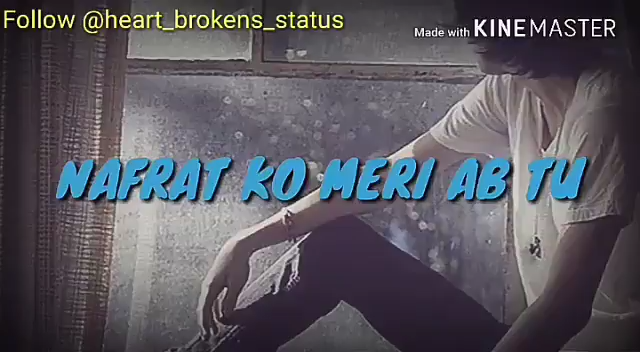 Follow @heart_brokens_status
Made with KINEMASTER
NAFRAT KO MERI AB TU